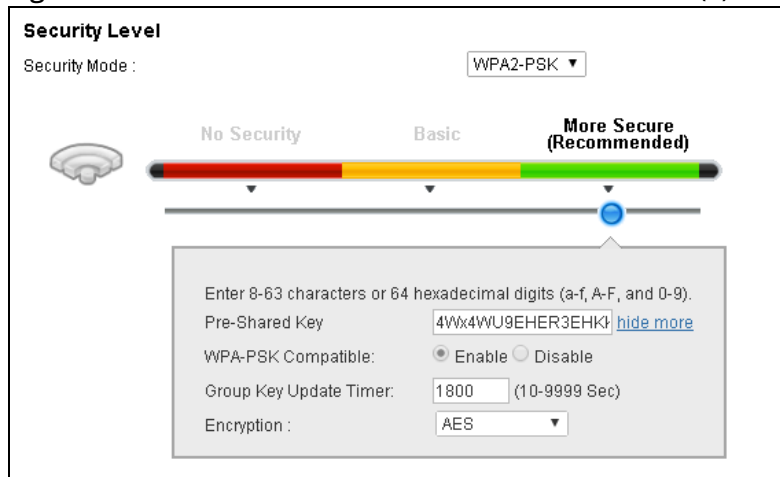 Security Level
Security Mode : WPA2-PSK
No Security Basic More Secure
(Recommended)
Enter 8-63 characters or 64 hexadecimal digits (a-f, A-F, and 0-9).
Pre-Shared Key 4Wx4WU9EHER3EHK hide more
WPA-PSK Compatible: Enable Disable
Group Key Update Timer: 1800 (10-9999 Sec)
Encryption : AES